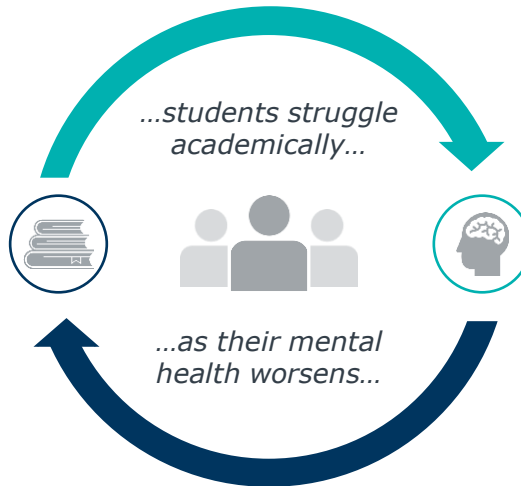 …students struggle
academically…
…as their mental
health worsens…